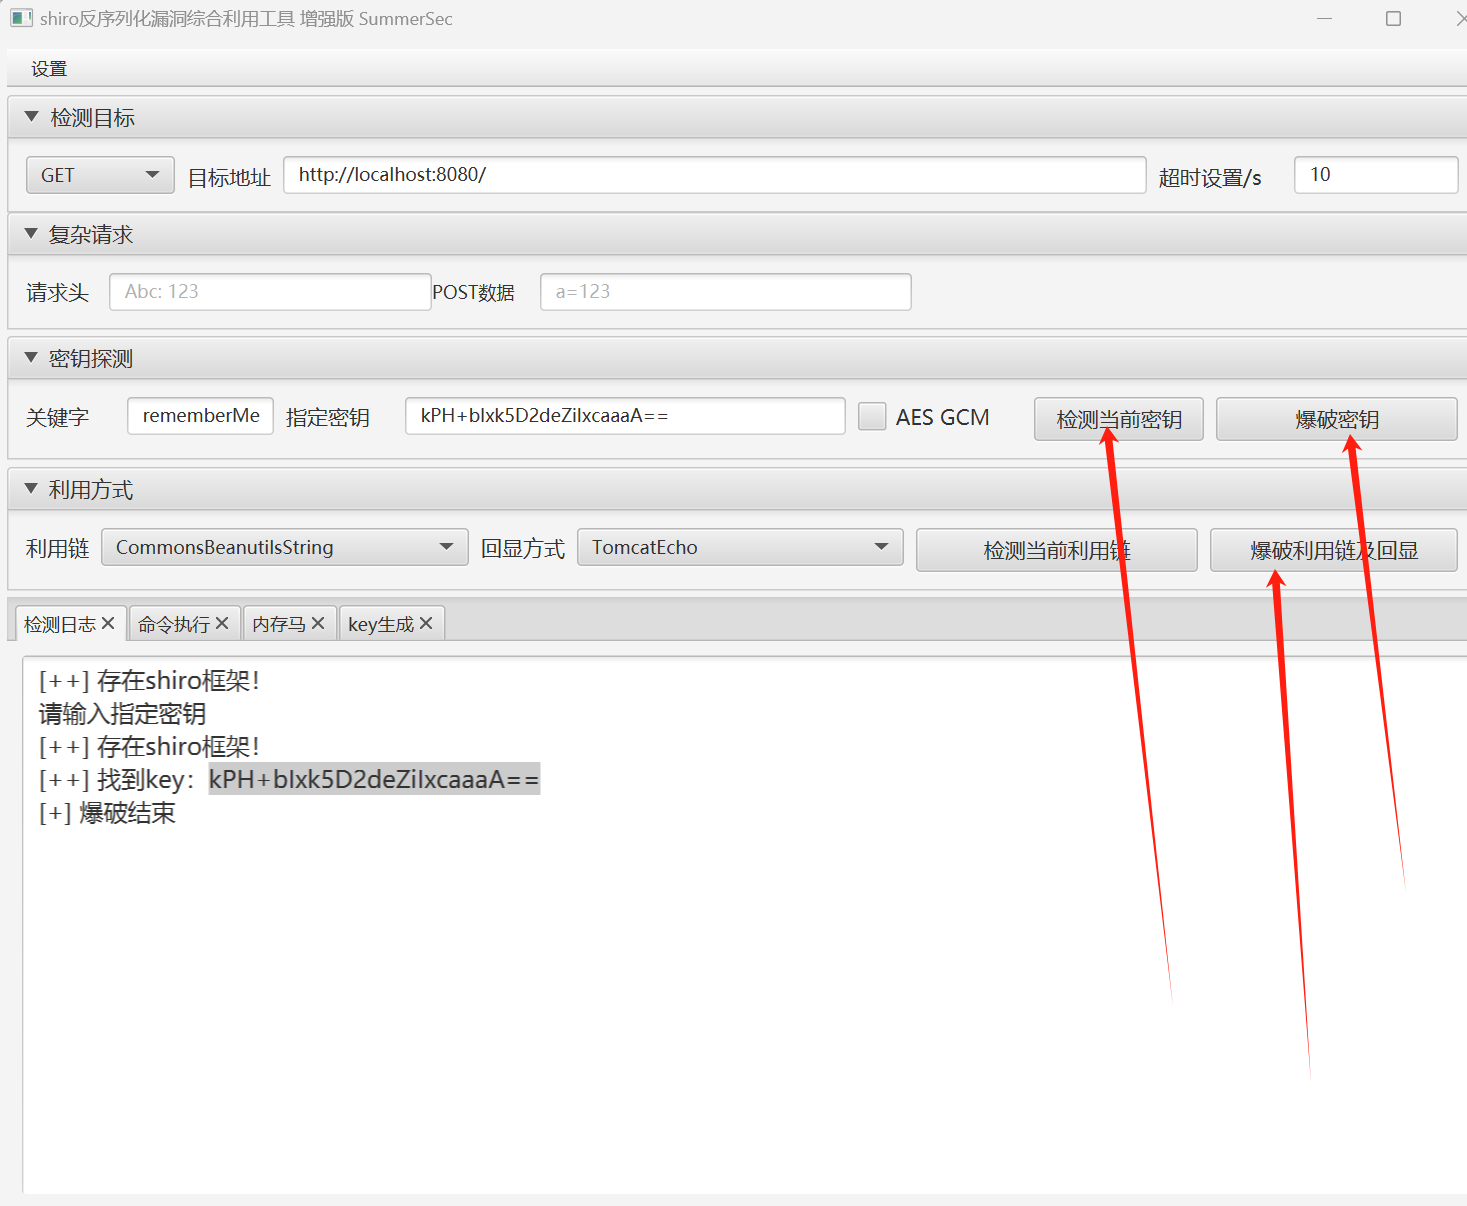 shiro反序列化漏洞综合利用工具 增强版 SummerSec
设置
检测目标
GET 目标地址 http://localhost:8080/ 超时设置/s 10
复杂请求
请求头 Abc: 123 POST数据 a=123
密钥探测
关键字 rememberMe 指定密钥 kPH+bIxk5D2deZiIxcaaaA== AES GCM 检测当前密钥 爆破密钥
利用方式
利用链 CommonsBeanutilsString 回显方式 TomcatEcho 检测当前利用链 爆破利用链及回显
检测日志 命令执行 内存马 key生成
[++] 存在shiro框架！
请输入指定密钥
[++] 存在shiro框架！
[++] 找到key：kPH+bIxk5D2deZiIxcaaaA==
[+] 爆破结束